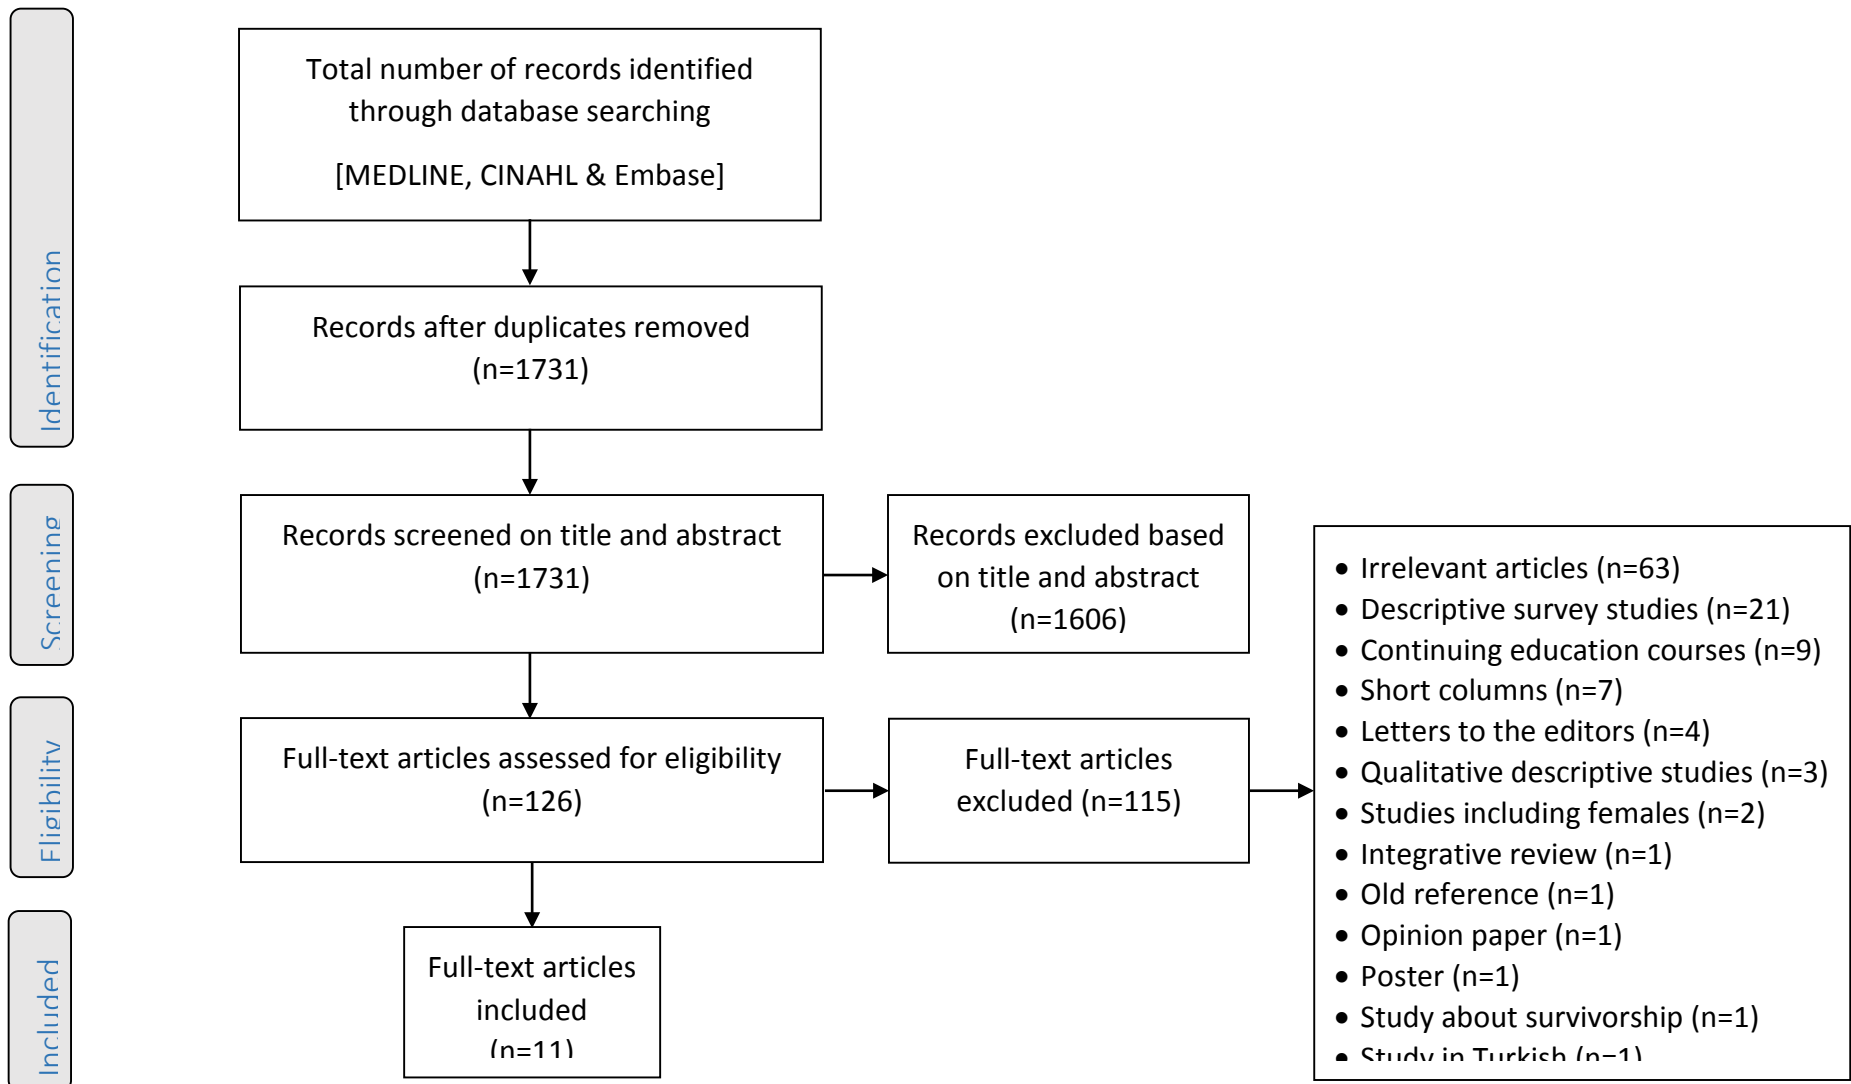 Identification
Total number of records identified
through database searching
[MEDLINE, CINAHL & Embase]
Records after duplicates removed
(n=1731)
Screening
Records screened on title and abstract
(n=1731)
Records excluded based
on title and abstract
(n=1606)
Eligibility
Full-text articles assessed for eligibility
(n=126)
Full-text articles
excluded (n=115)
• Irrelevant articles (n=63)
• Descriptive survey studies (n=21)
• Continuing education courses (n=9)
• Short columns (n=7)
• Letters to the editors (n=4)
• Qualitative descriptive studies (n=3)
• Studies including females (n=2)
• Integrative review (n=1)
• Old reference (n=1)
• Opinion paper (n=1)
• Poster (n=1)
• Study about survivorship (n=1)
• Study in Turkish (n=1)
Included
Full-text articles
included
(n=11)